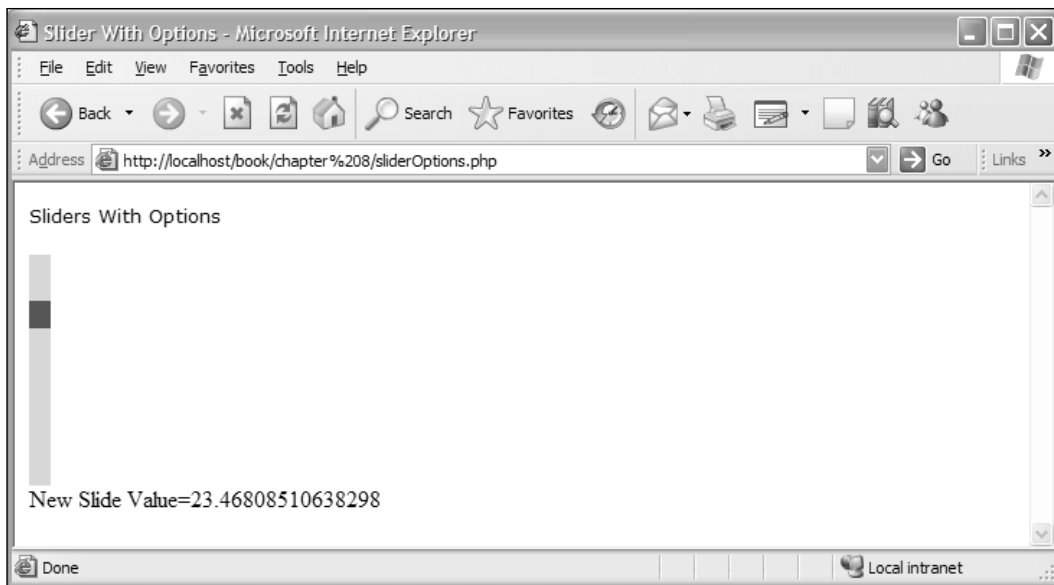 Slider With Options - Microsoft Internet Explorer
File Edit View Favorites Tools Help
Back Search Favorites
Address http://localhost/book/chapter%208/sliderOptions.php Go Links »
Sliders With Options
New Slide Value=23.46808510638298
Done Local intranet